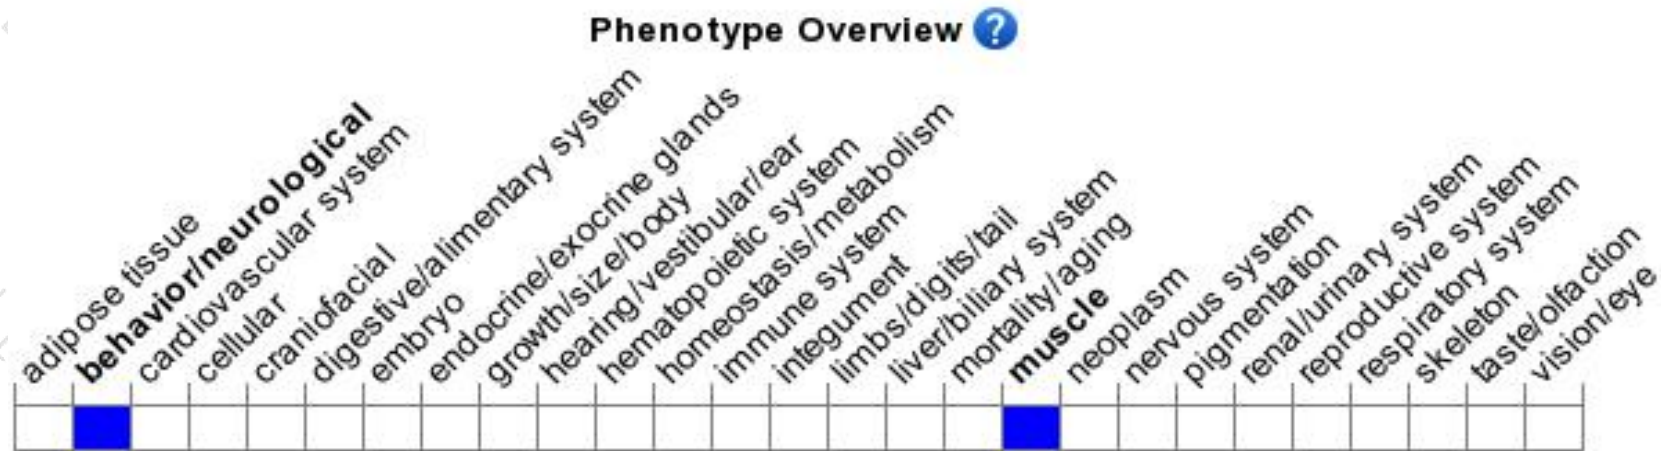 Phenotype Overview ?
adipose tissue
behavior/neurological
cardiovascular system
cellular
craniofacial
digestive/alimentary system
embryo
endocrine/exocrine glands
growth/size/body
hearing/vestibular/ear
hematopoietic system
homeostasis/metabolism
immune system
integument
limbs/digits/tail
liver/biliary system
mortality/aging
muscle
neoplasm
nervous system
pigmentation
renal/urinary system
reproductive system
respiratory system
skeleton
taste/olfaction
vision/eye